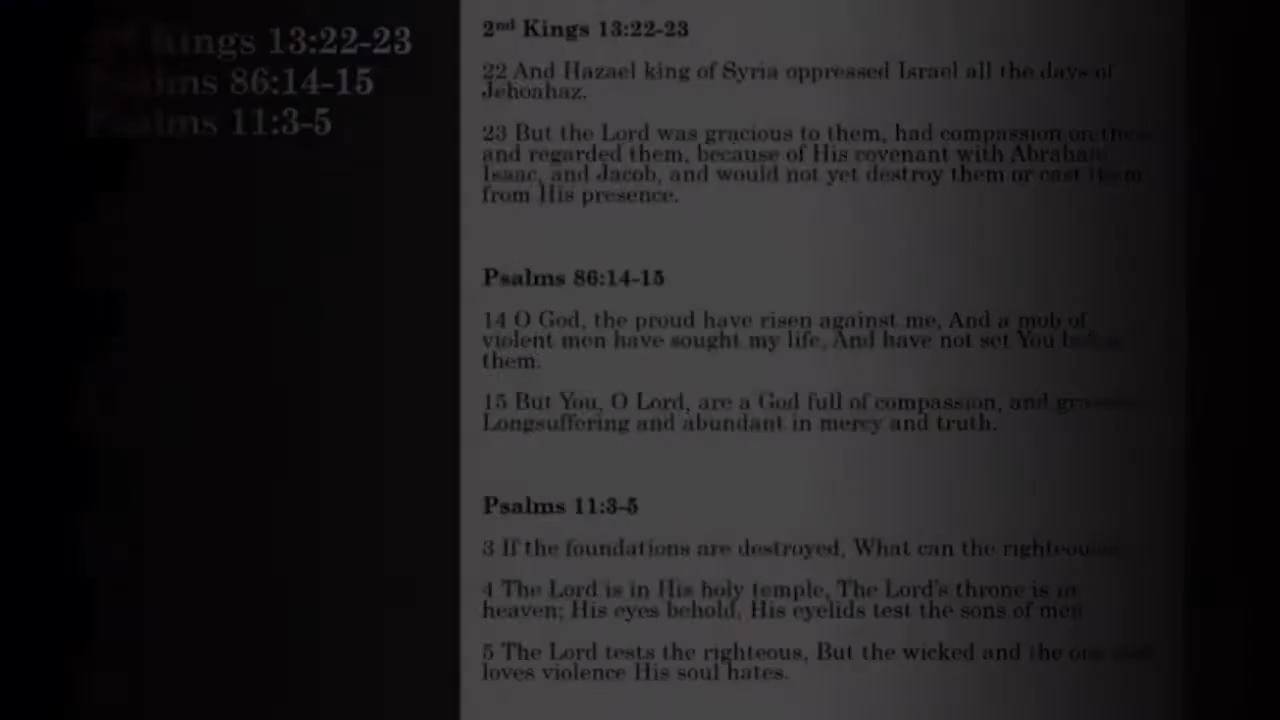 Kings 13:22-23
Psalms 86:14-15
Psalms 11:3-5
2nd Kings 13:22-23
22 And Hazael king of Syria oppressed Israel all the days of
Jehoahaz.
23 But the Lord was gracious to them, had compassion on them
and regarded them, because of His covenant with Abraham
Isaac, and Jacob, and would not yet destroy them or cast them
from His presence.
Psalms 86:14-15
14 O God, the proud have risen against me, And a mob of
violent men have sought my life, And have not set You
them.
15 But You, O Lord, are a God full of compassion, and
Longsuffering and abundant in mercy and truth.
Psalms 11:3-5
3 If the foundations are destroyed, What can the righteous
4 The Lord is in His holy temple, The Lord's throne is in
heaven; His eyes behold, His eyelids test the sons of men
5 The Lord tests the righteous, But the wicked and the one
loves violence His soul hates.